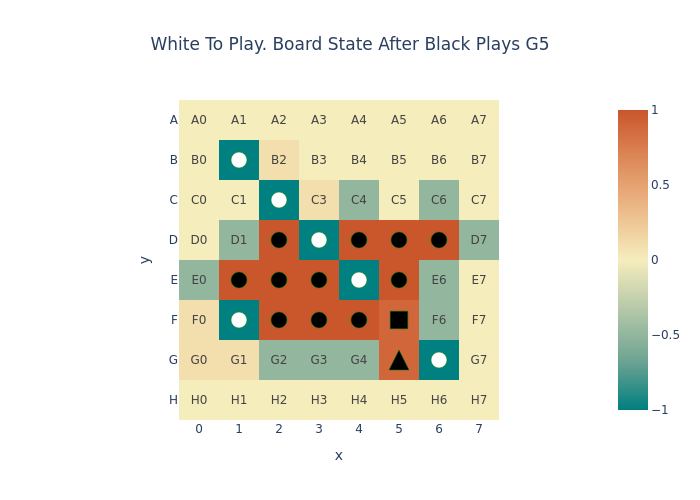 White To Play. Board State After Black Plays G5
A A0 A1 A2 A3 A4 A5 A6 A7
B B0 B2 B3 B4 B5 B6 B7
C C0 C1 C3 C4 C5 C6 C7
D D0 D1 D7
E E0 E6 E7
F F0 F6 F7
G G0 G1 G2 G3 G4 G7
H H0 H1 H2 H3 H4 H5 H6 H7
0 1 2 3 4 5 6 7
x
y
1
0.5
0
−0.5
−1